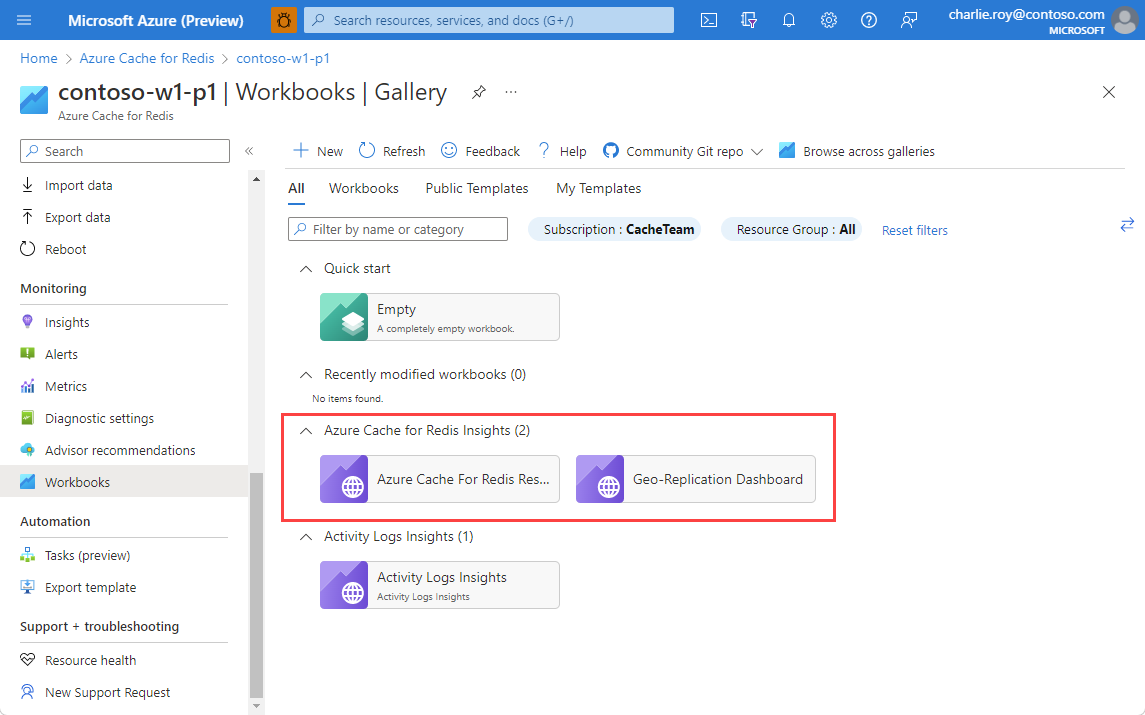 Microsoft Azure (Preview)
Search resources, services, and docs (G+/)
charlie.roy@contoso.com
MICROSOFT
Home > Azure Cache for Redis > contoso-w1-p1
contoso-w1-p1 | Workbooks | Gallery
Azure Cache for Redis
Search
Import data
Export data
Reboot
Monitoring
Insights
Alerts
Metrics
Diagnostic settings
Advisor recommendations
Workbooks
Automation
Tasks (preview)
Export template
Support + troubleshooting
Resource health
New Support Request
New Refresh Feedback Help Community Git repo Browse across galleries
All Workbooks Public Templates My Templates
Filter by name or category Subscription : CacheTeam Resource Group : All Reset filters
Quick start
Empty
A completely empty workbook.
Recently modified workbooks (0)
No items found.
Azure Cache for Redis Insights (2)
Azure Cache For Redis Res... Geo-Replication Dashboard
Activity Logs Insights (1)
Activity Logs Insights
Activity Logs Insights